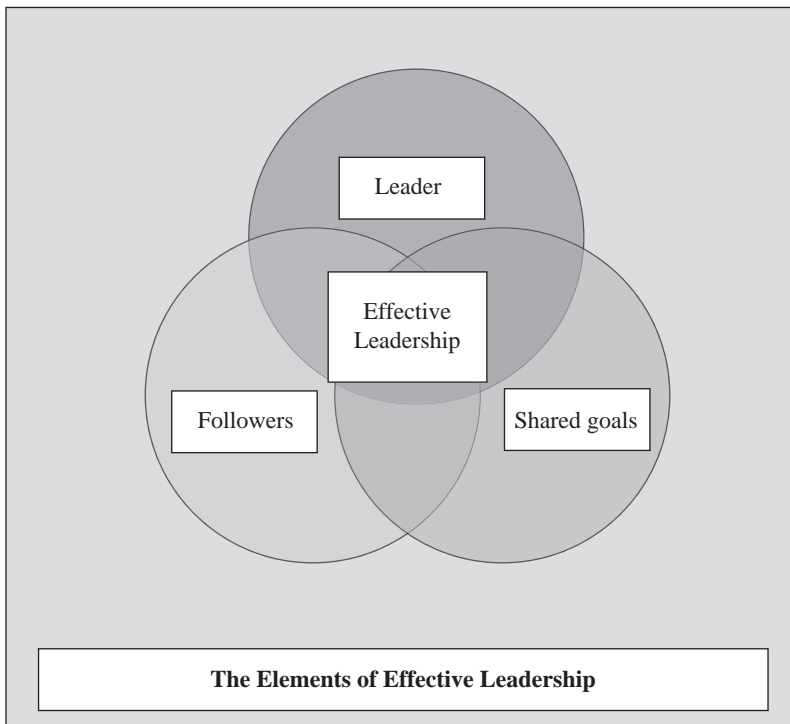 Leader
Effective
Leadership
Followers
Shared goals
The Elements of Effective Leadership